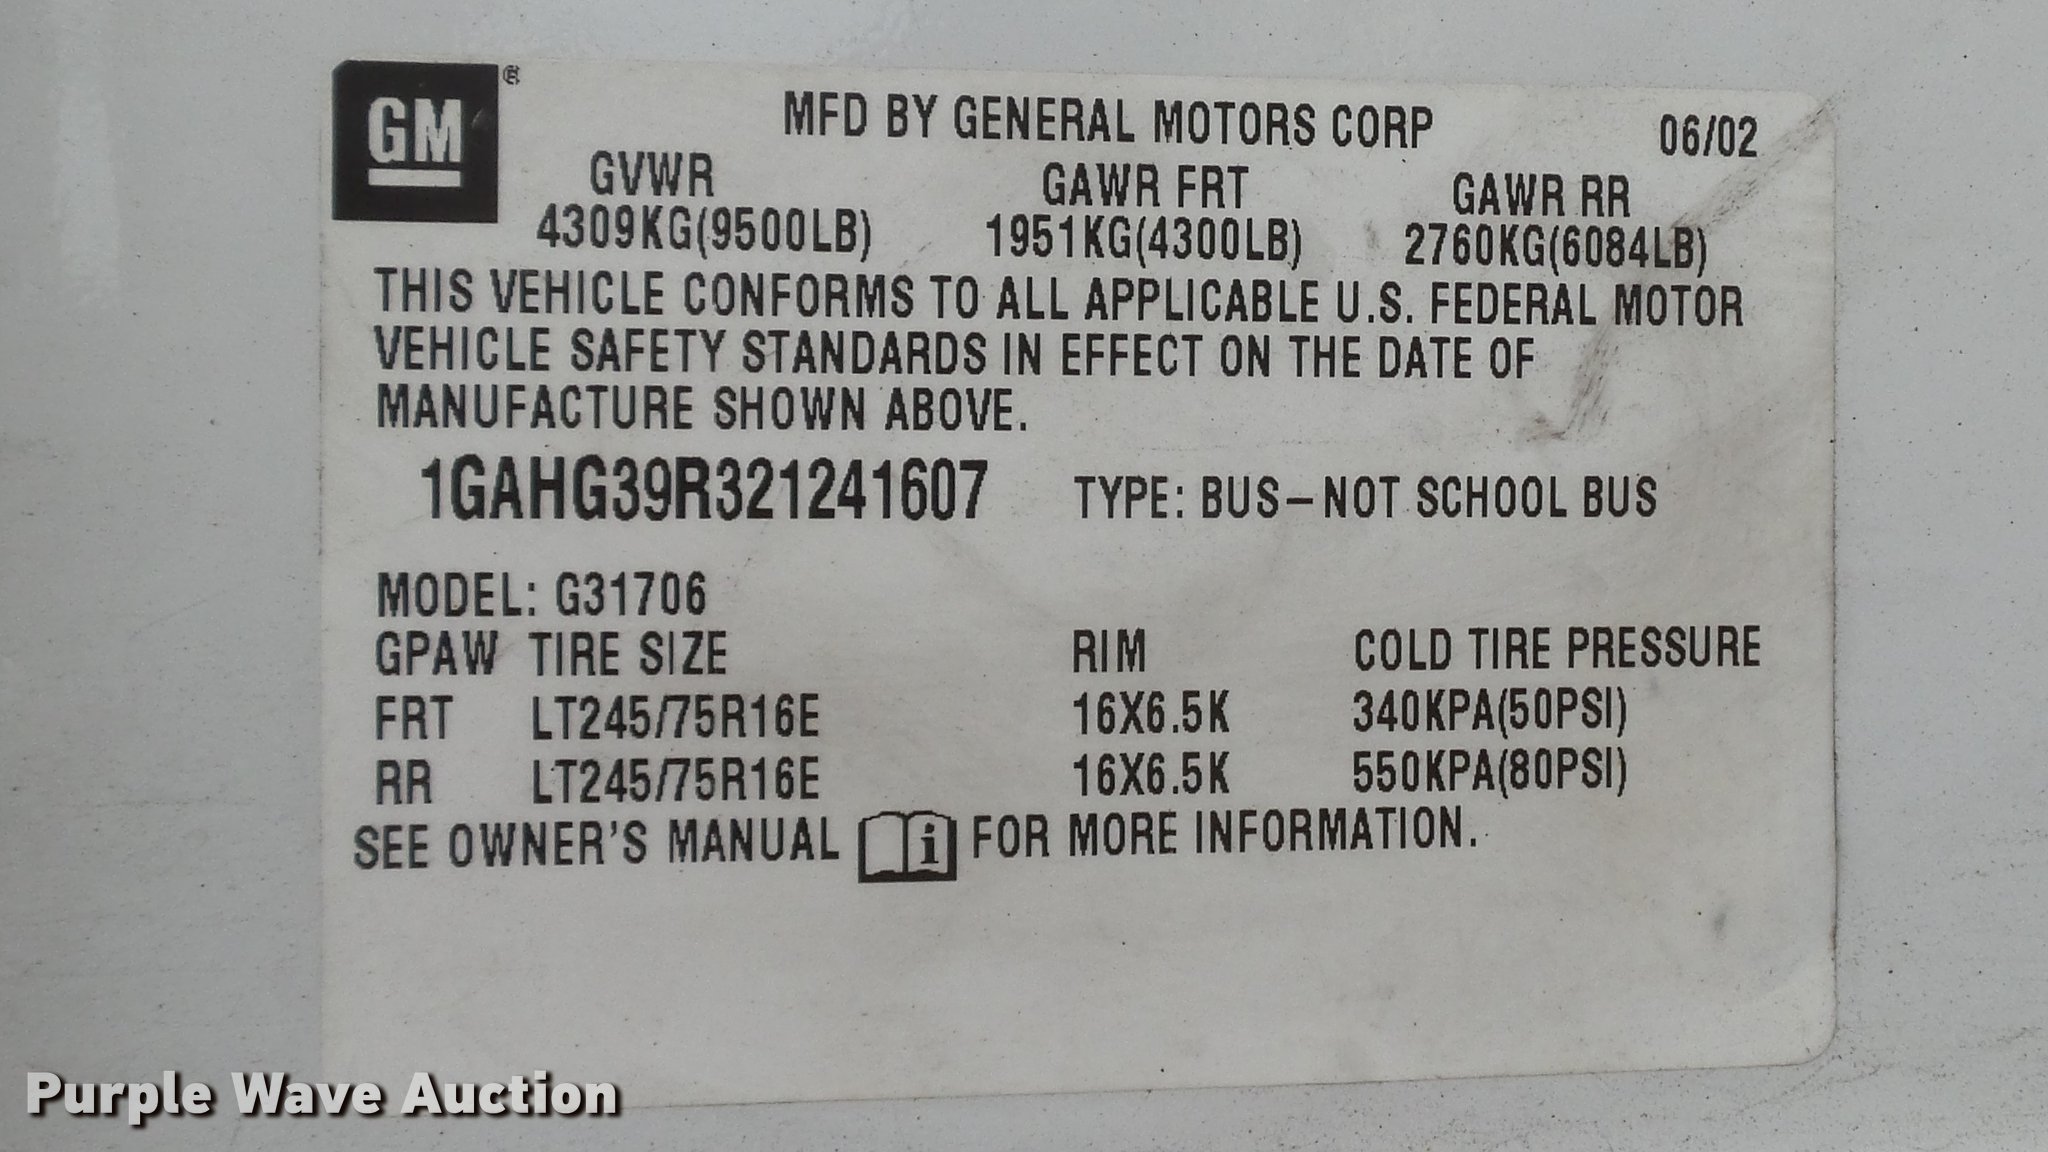 GM®
MFD BY GENERAL MOTORS CORP 06/02
GVWR GAWR FRT GAWR RR
4309KG(9500LB) 1951KG(4300LB) 2760KG(6084LB)
THIS VEHICLE CONFORMS TO ALL APPLICABLE U.S. FEDERAL MOTOR
VEHICLE SAFETY STANDARDS IN EFFECT ON THE DATE OF
MANUFACTURE SHOWN ABOVE.
1GAHG39R321241607 TYPE: BUS-NOT SCHOOL BUS
MODEL: G31706
GPAW TIRE SIZE RIM COLD TIRE PRESSURE
FRT LT245/75R16E 16X6.5K 340KPA(50PSI)
RR LT245/75R16E 16X6.5K 550KPA(80PSI)
SEE OWNER'S MANUAL i FOR MORE INFORMATION.
Purple Wave Auction